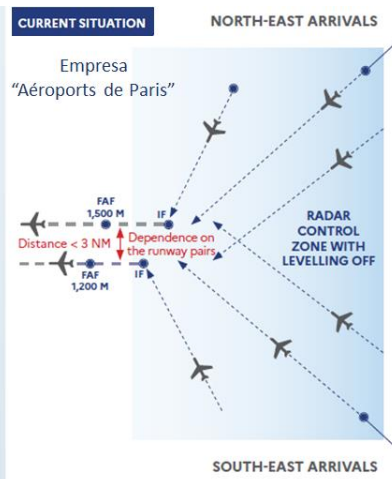 CURRENT SITUATION
NORTH-EAST ARRIVALS
Empresa
“Aéroports de Paris”
FAF
1,500 M
IF
Distance < 3 NM
Dependence on
the runway pairs
FAF
1,200 M
IF
RADAR
CONTROL
ZONE WITH
LEVELLING OFF
SOUTH-EAST ARRIVALS